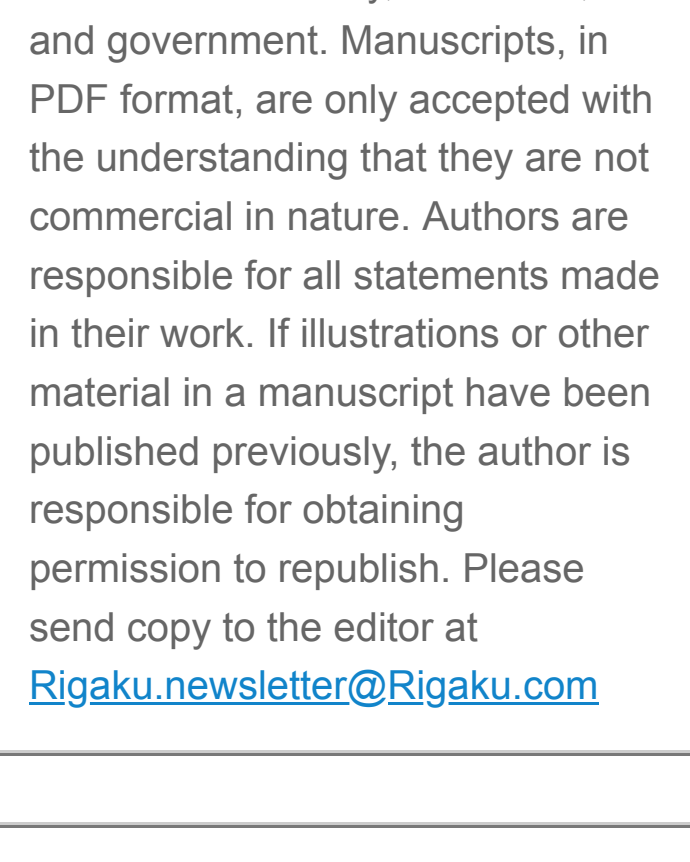 and government. Manuscripts, in
PDF format, are only accepted with
the understanding that they are not
commercial in nature. Authors are
responsible for all statements made
in their work. If illustrations or other
material in a manuscript have been
published previously, the author is
responsible for obtaining
permission to republish. Please
send copy to the editor at
Rigaku.newsletter@Rigaku.com